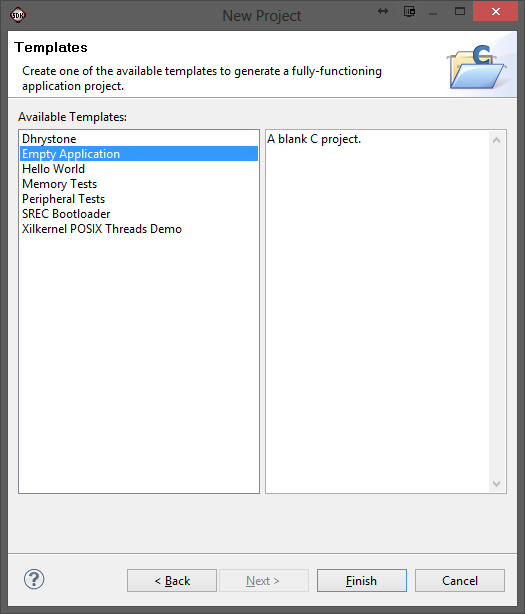 SDK
New Project
Templates
Create one of the available templates to generate a fully-functioning
application project.
C
Available Templates:
Dhrystone
Empty Application
Hello World
Memory Tests
Peripheral Tests
SREC Bootloader
Xilkernel POSIX Threads Demo
A blank C project.
?
< Back
Next >
Finish
Cancel